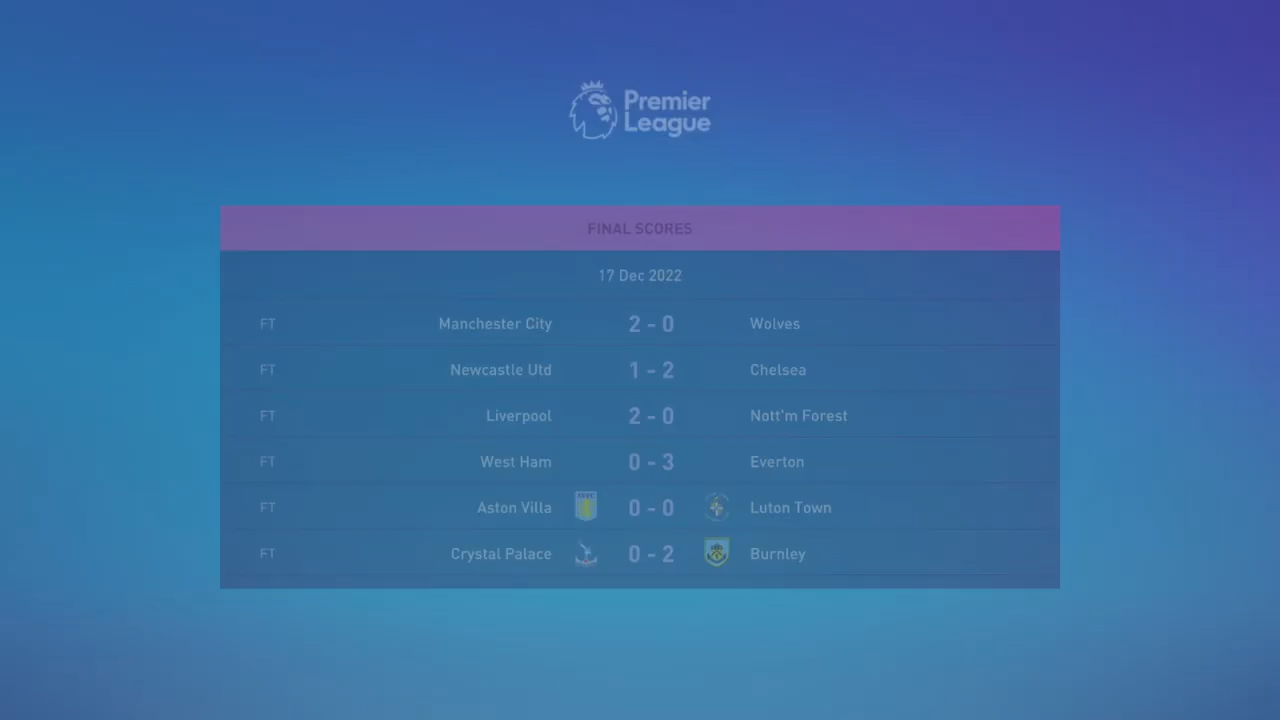 Premier
League
FINAL SCORES
17 Dec 2022
FT Manchester City 2 - 0 Wolves
FT Newcastle Utd 1 - 2 Chelsea
FT Liverpool 2 - 0 Nott'm Forest
FT West Ham 0 - 3 Everton
FT Aston Villa 0 - 0 Luton Town
FT Crystal Palace 0 - 2 Burnley